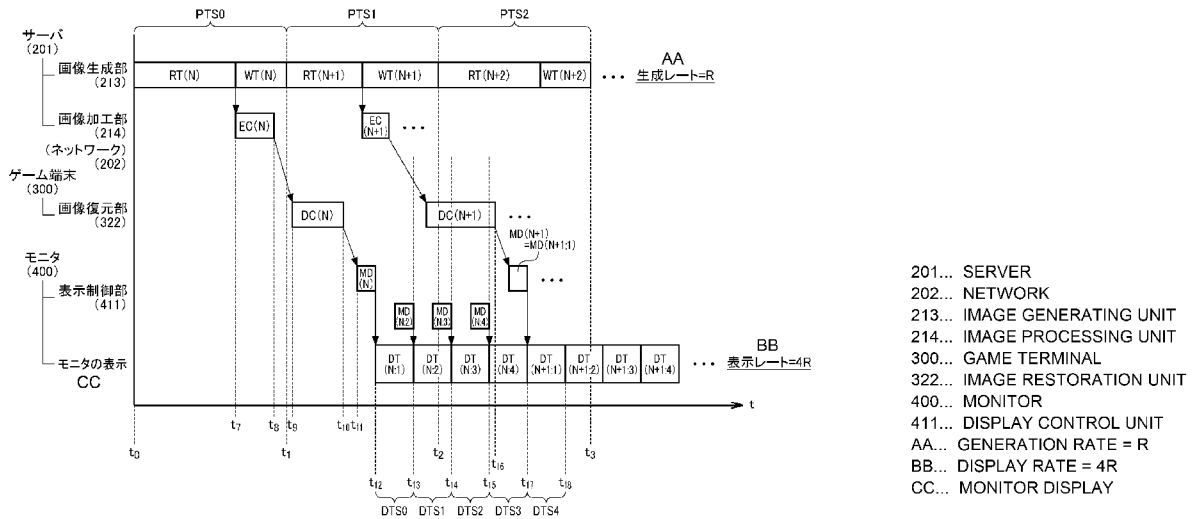 PTS0 PTS1 PTS2
サーバ
(201)
画像生成部
(213)
RT(N) WT(N) RT(N+1) WT(N+1) RT(N+2) WT(N+2) ・・・
AA
生成レート=R
画像加工部
(214)
EC(N) EC
(N+1) ・・・
(ネットワーク)
(202)
ゲーム端末
(300)
画像復元部
(322)
DC(N) DC(N+1) ・・・
MD(N+1)
=MD(N+1;1)
モニタ
(400)
表示制御部
(411)
MD
(N) ・・・
MD
(N;2) MD
(N;3) MD
(N;4)
モニタの表示
CC
DT
(N:1) DT
(N:2) DT
(N:3) DT
(N:4) DT
(N+1:1) DT
(N+1:2) DT
(N+1:3) DT
(N+1:4) ・・・
BB
表示レート=4R
t
t7 t8 t9 t10 t11
t0 t1 t2 t16 t3
t12 t13 t14 t15 t17 t18
DTS0 DTS1 DTS2 DTS3 DTS4
201... SERVER
202... NETWORK
213... IMAGE GENERATING UNIT
214... IMAGE PROCESSING UNIT
300... GAME TERMINAL
322... IMAGE RESTORATION UNIT
400... MONITOR
411... DISPLAY CONTROL UNIT
AA... GENERATION RATE = R
BB... DISPLAY RATE = 4R
CC... MONITOR DISPLAY